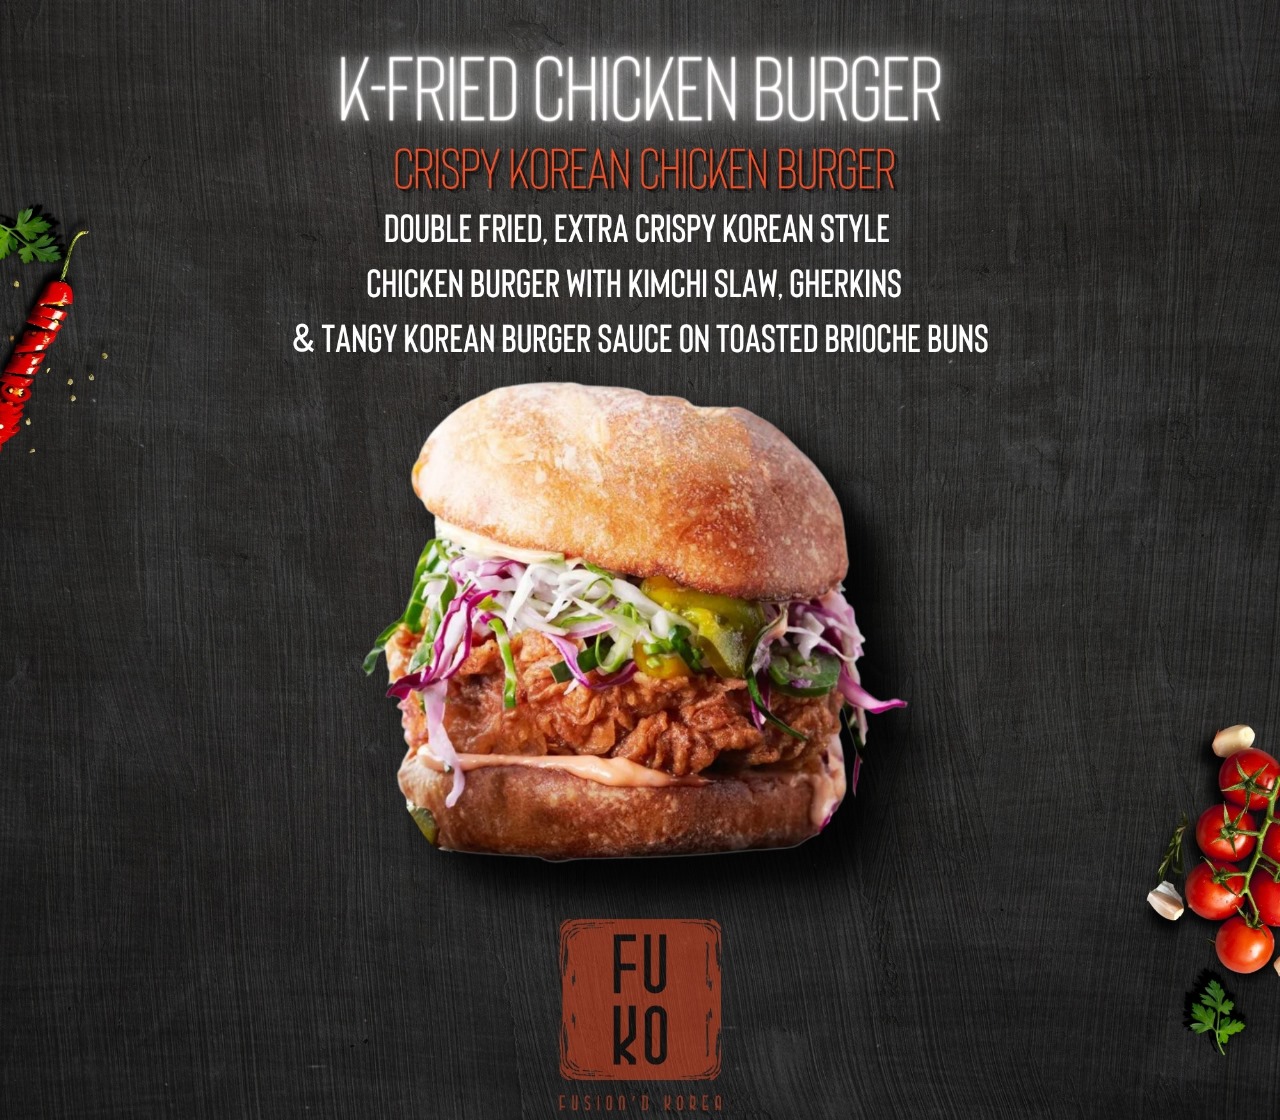 K-FRIED CHICKEN BURGER
CRISPY KOREAN CHICKEN BURGER
DOUBLE FRIED, EXTRA CRISPY KOREAN STYLE
CHICKEN BURGER WITH KIMCHI SLAW, GHERKINS
& TANGY KOREAN BURGER SAUCE ON TOASTED BRIOCHE BUNS
FU
KO
FUSION'D KOREA